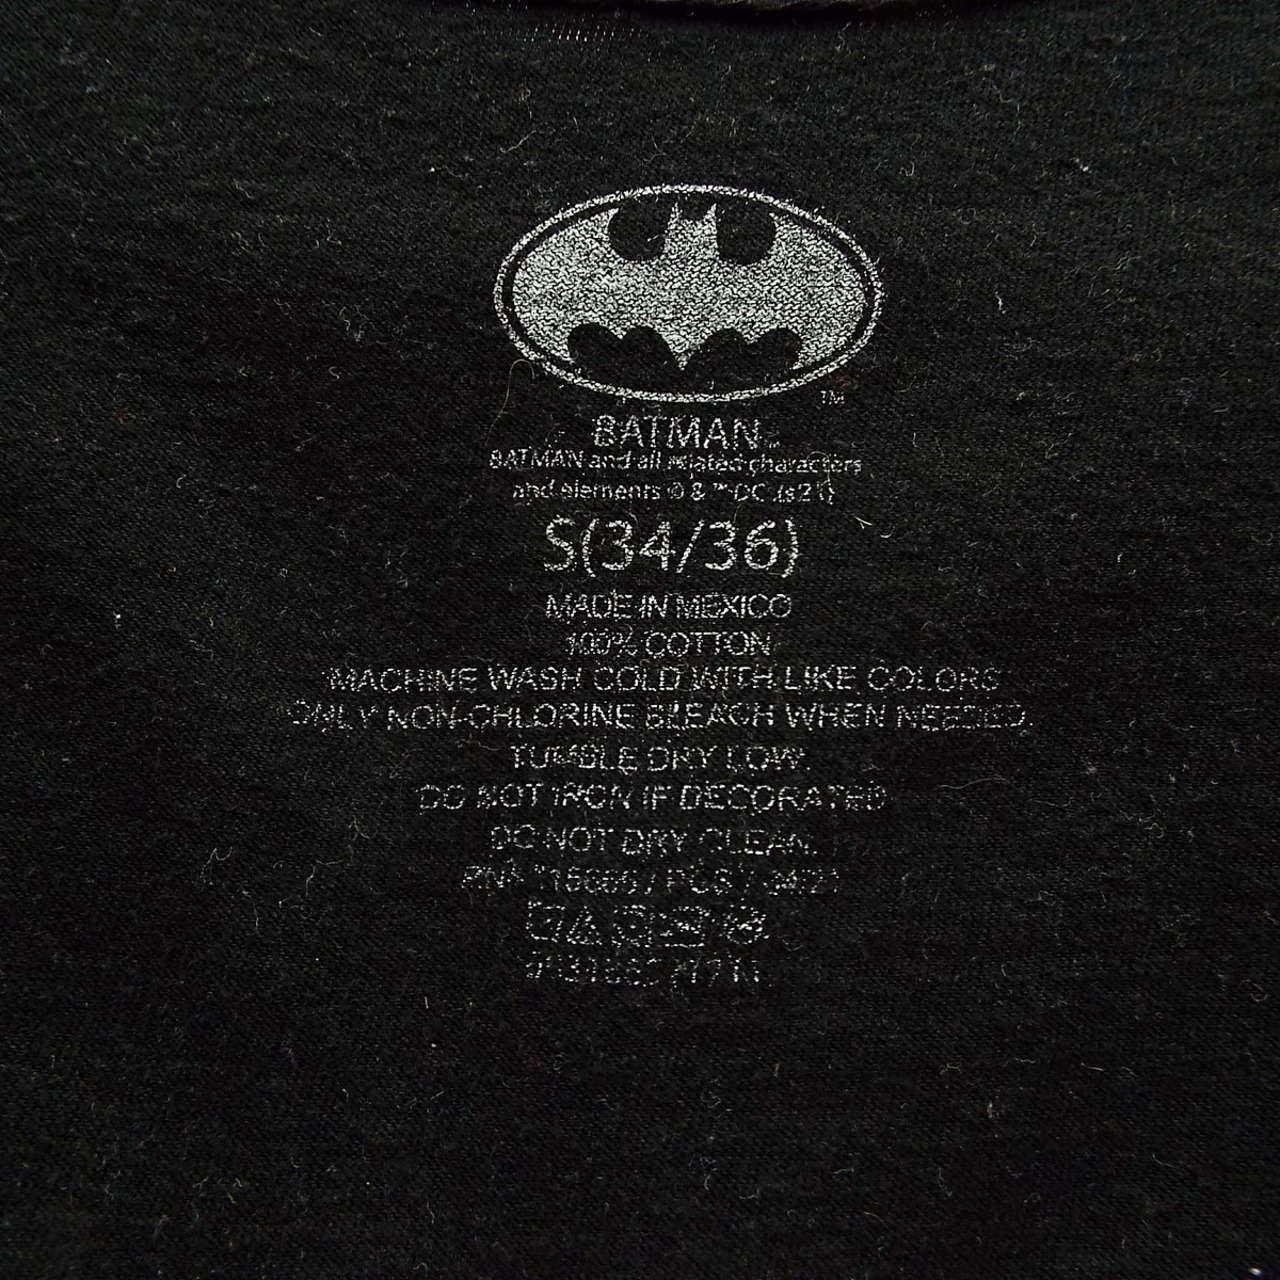 TM
BATMAN
BATMAN and all related characters
and elements © & ™ DC
S(34/36)
MADE IN MEXICO
100% COTTON
MACHINE WASH COLD WITH LIKE COLORS
ONLY NON-CHLORINE BLEACH WHEN NEEDED.
TUMBLE DRY LOW.
DO NOT IRON IF DECORATED
DO NOT DRY CLEAN.